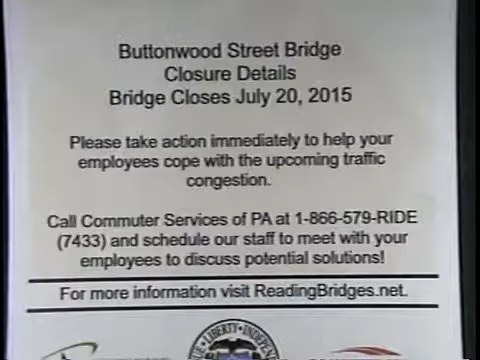 Buttonwood Street Bridge
Closure Details
Bridge Closes July 20, 2015
Please take action immediately to help your
employees cope with the upcoming traffic
congestion.
Call Commuter Services of PA at 1-866-579-RIDE
(7433) and schedule our staff to meet with your
employees to discuss potential solutions!
For more information visit ReadingBridges.net.
LIBERTY